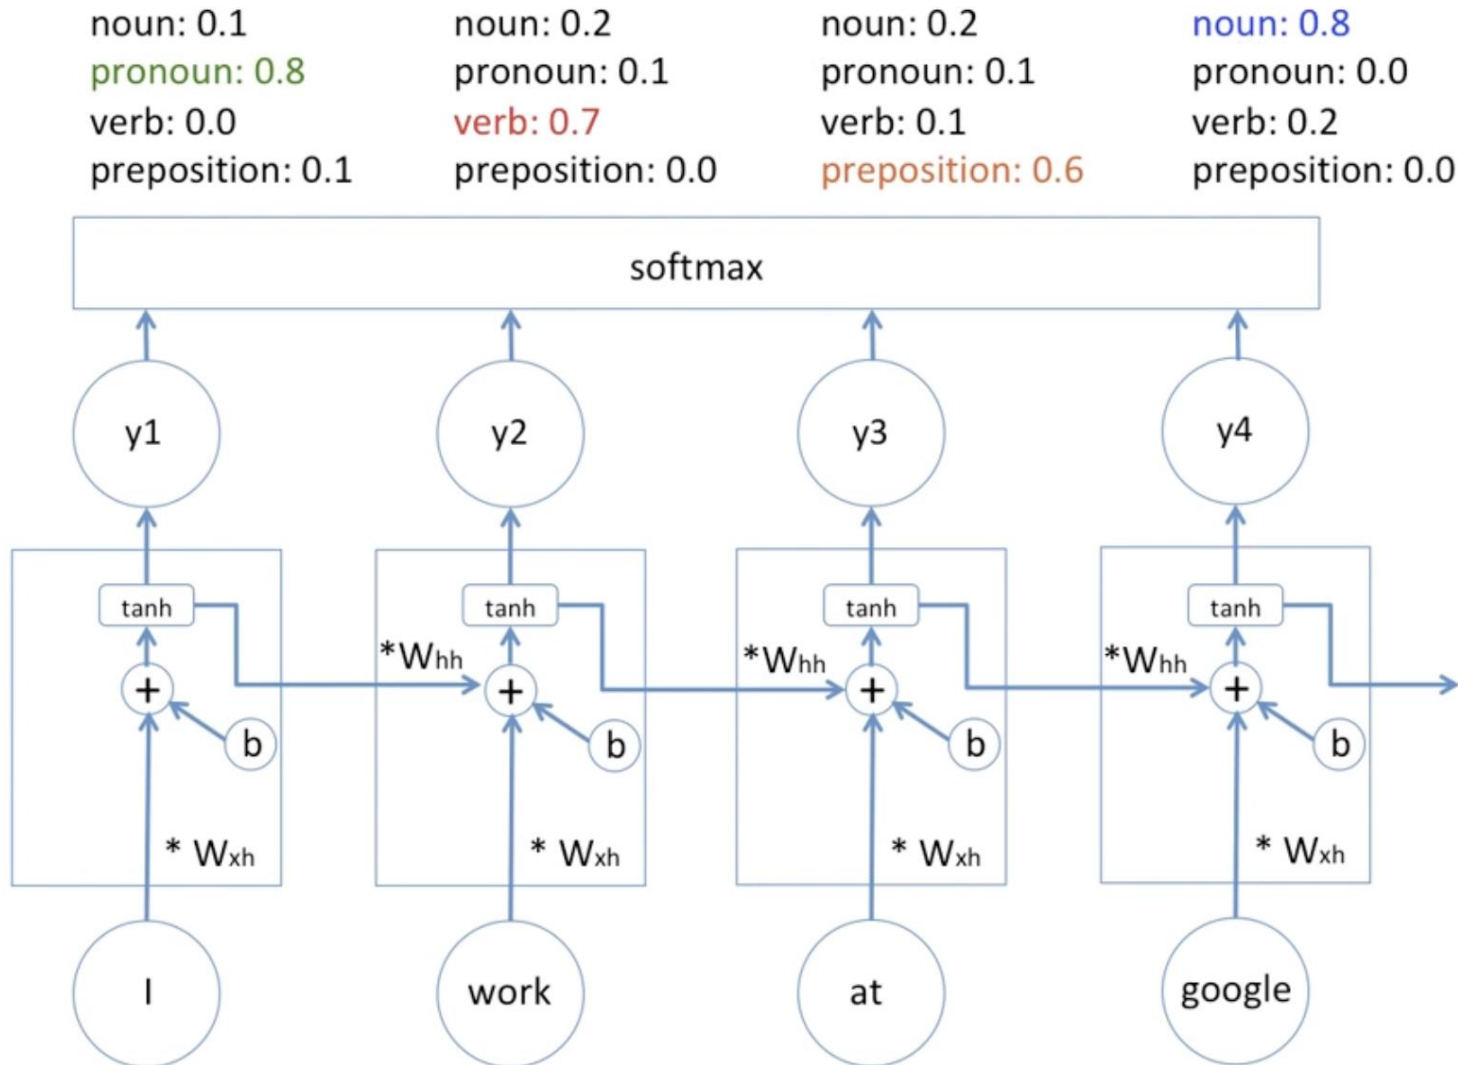 noun: 0.1 noun: 0.2 noun: 0.2 noun: 0.8
pronoun: 0.8 pronoun: 0.1 pronoun: 0.1 pronoun: 0.0
verb: 0.0 verb: 0.7 verb: 0.1 verb: 0.2
preposition: 0.1 preposition: 0.0 preposition: 0.6 preposition: 0.0
softmax
y1 y2 y3 y4
tanh tanh tanh tanh
*Whh *Whh *Whh
+ + + +
b b b b
* Wxh * Wxh * Wxh * Wxh
I work at google